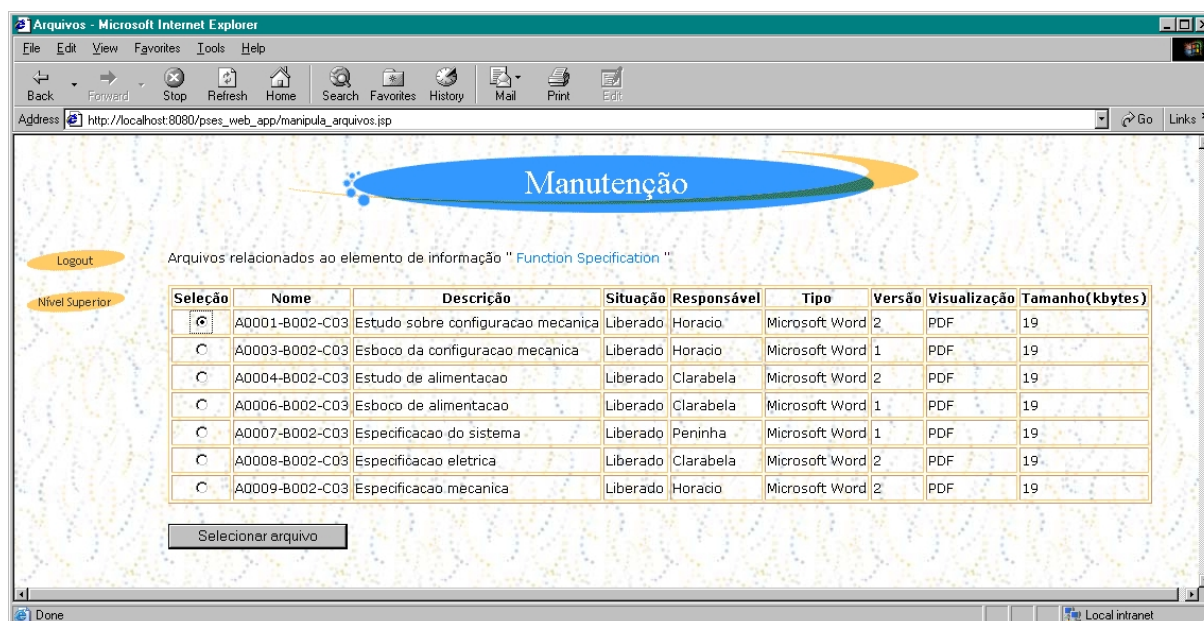 Arquivos - Microsoft Internet Explorer
File Edit View Favorites Tools Help
Back Forward Stop Refresh Home Search Favorites History Mail Print Edit
Address http://localhost:8080/pses_web_app/manipula_arquivos.jsp Go Links
Manutenção
Logout
Arquivos relacionados ao elemento de informação " Function Specification "
Nível Superior
Seleção Nome Descrição Situação Responsável Tipo Versão Visualização Tamanho(kbytes)
A0001-B002-C03 Estudo sobre configuracao mecanica Liberado Horacio Microsoft Word 2 PDF 19
A0003-B002-C03 Esboco da configuracao mecanica Liberado Horacio Microsoft Word 1 PDF 19
A0004-B002-C03 Estudo de alimentacao Liberado Clarabela Microsoft Word 2 PDF 19
A0006-B002-C03 Esboco de alimentacao Liberado Clarabela Microsoft Word 1 PDF 19
A0007-B002-C03 Especificacao do sistema Liberado Peninha Microsoft Word 1 PDF 19
A0008-B002-C03 Especificacao eletrica Liberado Clarabela Microsoft Word 2 PDF 19
A0009-B002-C03 Especificacao mecanica Liberado Horacio Microsoft Word 2 PDF 19
Selecionar arquivo
Done Local intranet